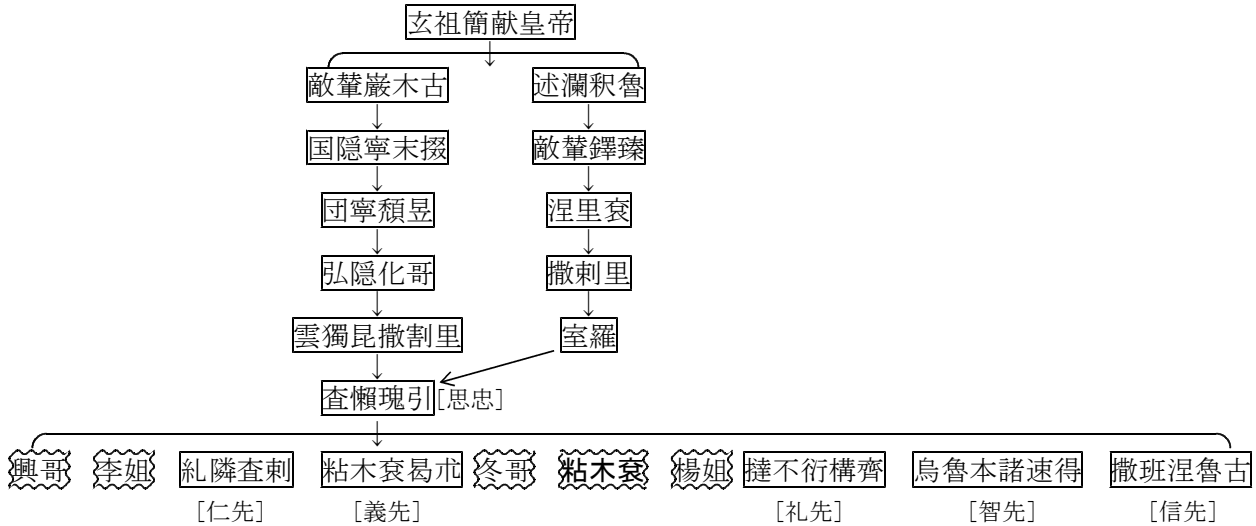 玄祖簡献皇帝
敵輦巌木古 述瀾釈魯
国隠寧末掇 敵輦鐸臻
団寧頽昱 涅里袞
弘隠化哥 撒剌里
雲獨昆撒割里 室羅
査懶瑰引[思忠]
興哥 李姐 糺隣査剌 粘木袞曷朮 冬哥 粘木袞 楊姐 撻不衍構齊 烏魯本諸速得 撒班涅魯古
[仁先] [義先] [礼先] [智先] [信先]